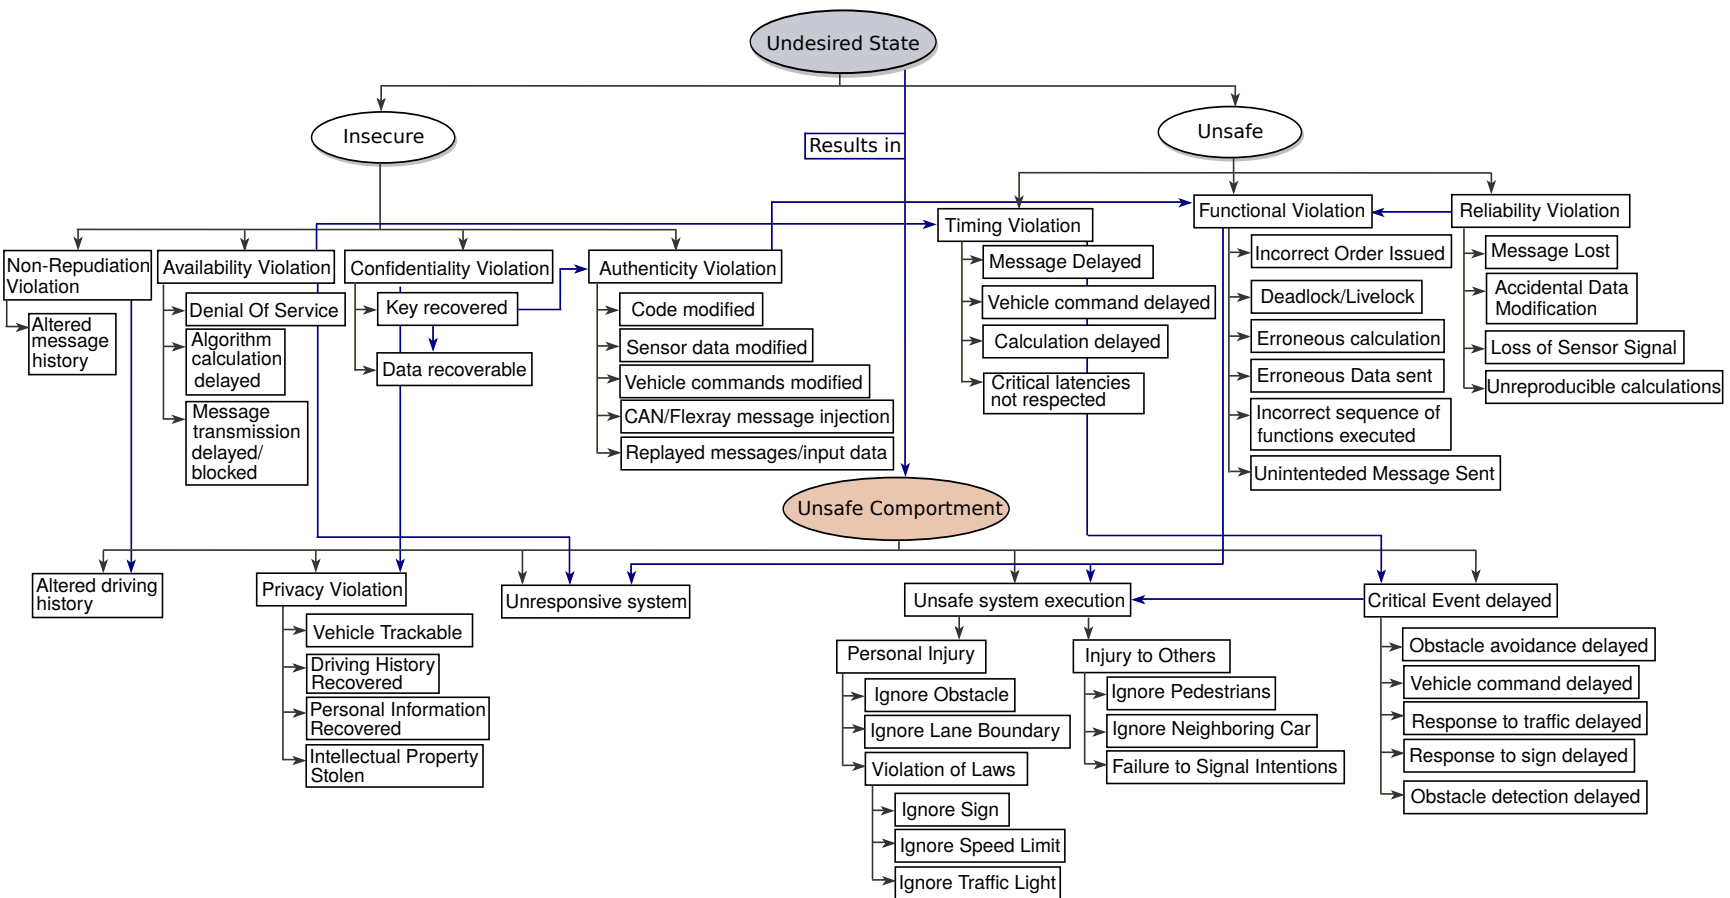 Undesired State
Insecure
Unsafe
Results in
Non-Repudiation
Violation
Altered
message
history
Availability Violation
Denial Of Service
Algorithm
calculation
delayed
Message
transmission
delayed/
blocked
Confidentiality Violation
Key recovered
Data recoverable
Authenticity Violation
Code modified
Sensor data modified
Vehicle commands modified
CAN/Flexray message injection
Replayed messages/input data
Timing Violation
Message Delayed
Vehicle command delayed
Calculation delayed
Critical latencies
not respected
Functional Violation
Incorrect Order Issued
Deadlock/Livelock
Erroneous calculation
Erroneous Data sent
Incorrect sequence of
functions executed
Unintenteded Message Sent
Reliability Violation
Message Lost
Accidental Data
Modification
Loss of Sensor Signal
Unreproducible calculations
Unsafe Comportment
Altered driving
history
Privacy Violation
Vehicle Trackable
Driving History
Recovered
Personal Information
Recovered
Intellectual Property
Stolen
Unresponsive system
Unsafe system execution
Personal Injury
Ignore Obstacle
Ignore Lane Boundary
Violation of Laws
Ignore Sign
Ignore Speed Limit
Ignore Traffic Light
Injury to Others
Ignore Pedestrians
Ignore Neighboring Car
Failure to Signal Intentions
Critical Event delayed
Obstacle avoidance delayed
Vehicle command delayed
Response to traffic delayed
Response to sign delayed
Obstacle detection delayed